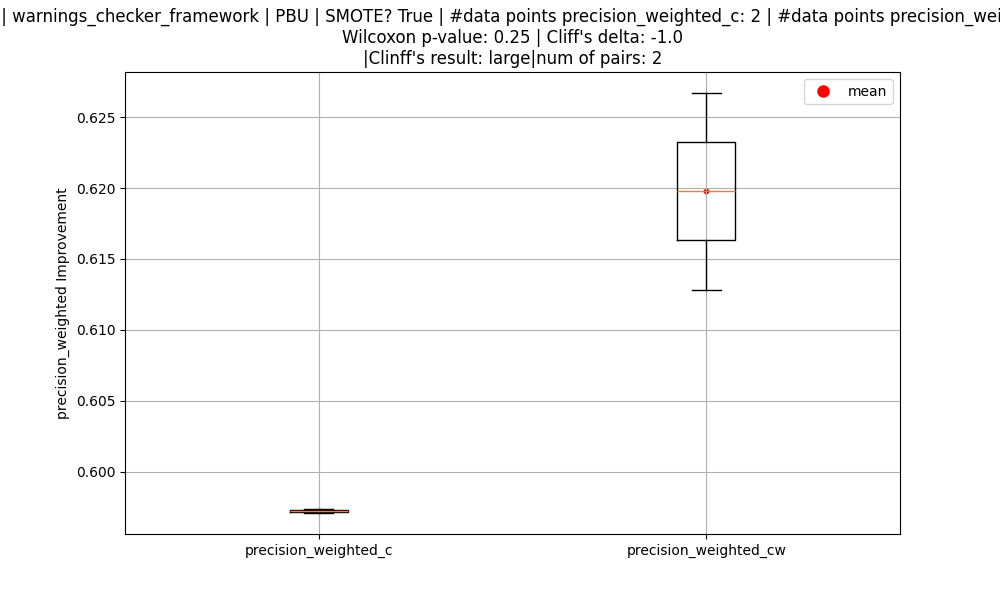 | warnings_checker_framework | PBU | SMOTE? True | #data points precision_weighted_c: 2 | #data points precision_wei
Wilcoxon p-value: 0.25 | Cliff's delta: -1.0
|Clinff's result: large|num of pairs: 2
mean
0.625
0.620
0.615
0.610
0.605
0.600
precision_weighted Improvement
precision_weighted_c
precision_weighted_cw